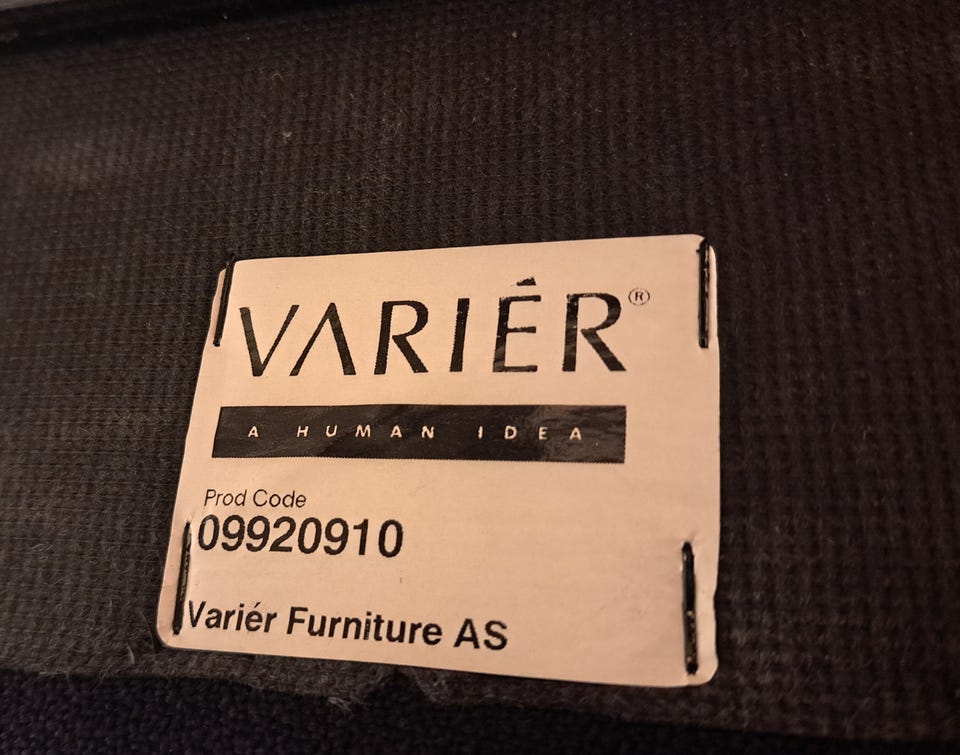 VARIÉR®
A HUMAN IDEA
Prod Code
09920910
Variér Furniture AS